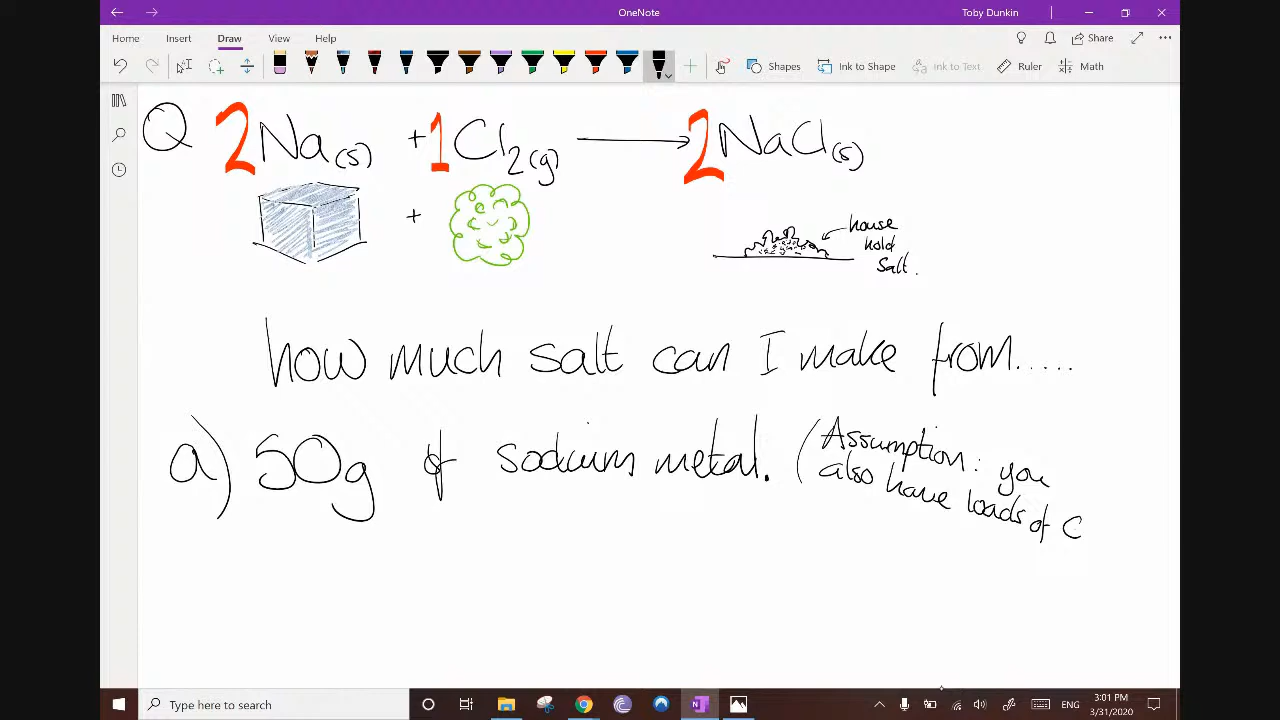 OneNote
Toby Dunkin
Home Insert Draw View Help
Share
Shapes Ink to Shape Ink to Text Ruler Math
Q 2Na(s) + 1Cl2(g) → 2NaCl(s)
+
house
hold
Salt.
how much salt can I make from.....
a) 50g of sodium metal. (Assumption: you
also have loads of C
Type here to search
ENG
3:01 PM
3/31/2020